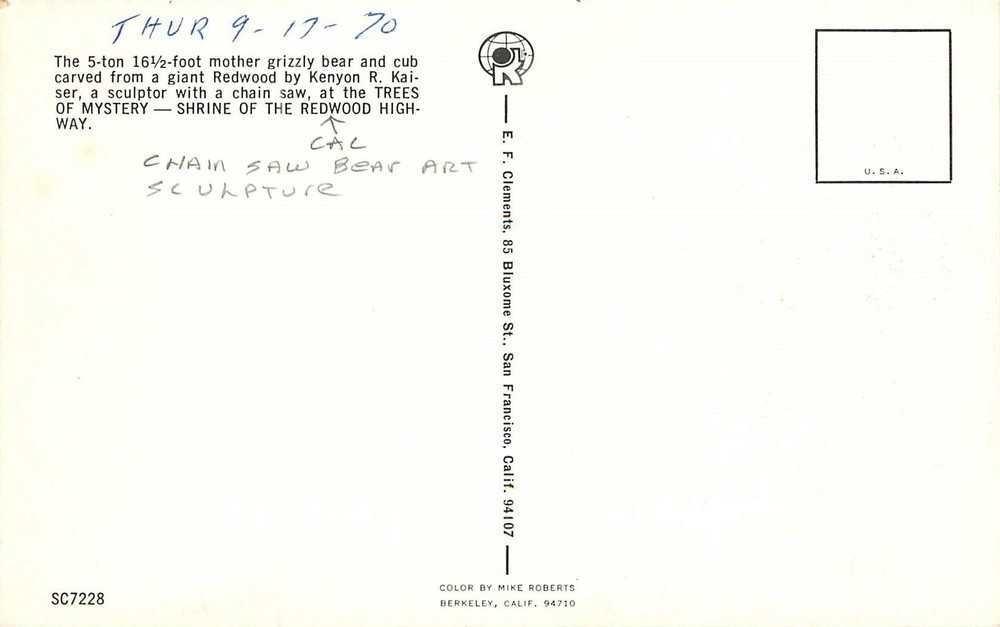 THUR 9-17-70
The 5-ton 16½-foot mother grizzly bear and cub
carved from a giant Redwood by Kenyon R. Kai-
ser, a sculptor with a chain saw, at the TREES
OF MYSTERY — SHRINE OF THE REDWOOD HIGH-
WAY.
CAL
CHAIN SAW BEAR ART
SCULPTURE
E. F. Clements, 85 Bluxome St., San Francisco, Calif. 94107
U.S.A.
SC7228
COLOR BY MIKE ROBERTS
BERKELEY, CALIF. 94710